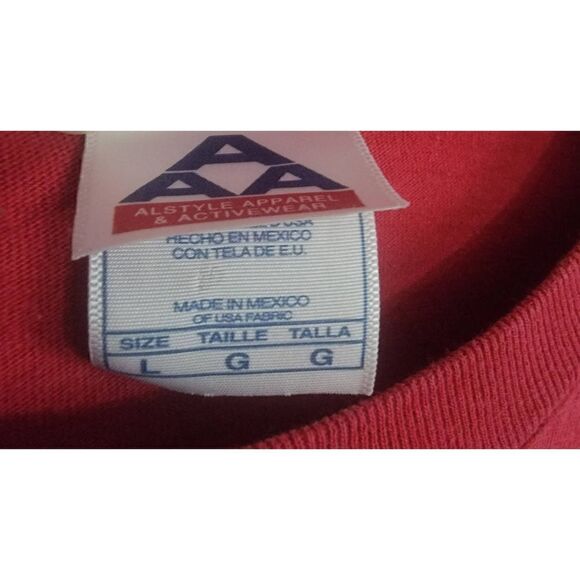 AAA
ALSTYLE APPAREL
& ACTIVEWEAR
USA
HECHO EN MEXICO
CON TELA DE E.U.
MADE IN MEXICO
OF USA FABRIC
SIZE TAILLE TALLA
L G G